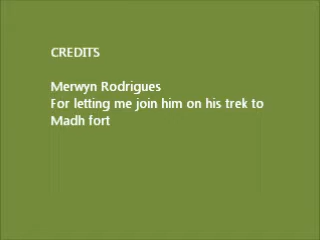 CREDITS
Merwyn Rodrigues
For letting me join him on his trek to
Madh fort